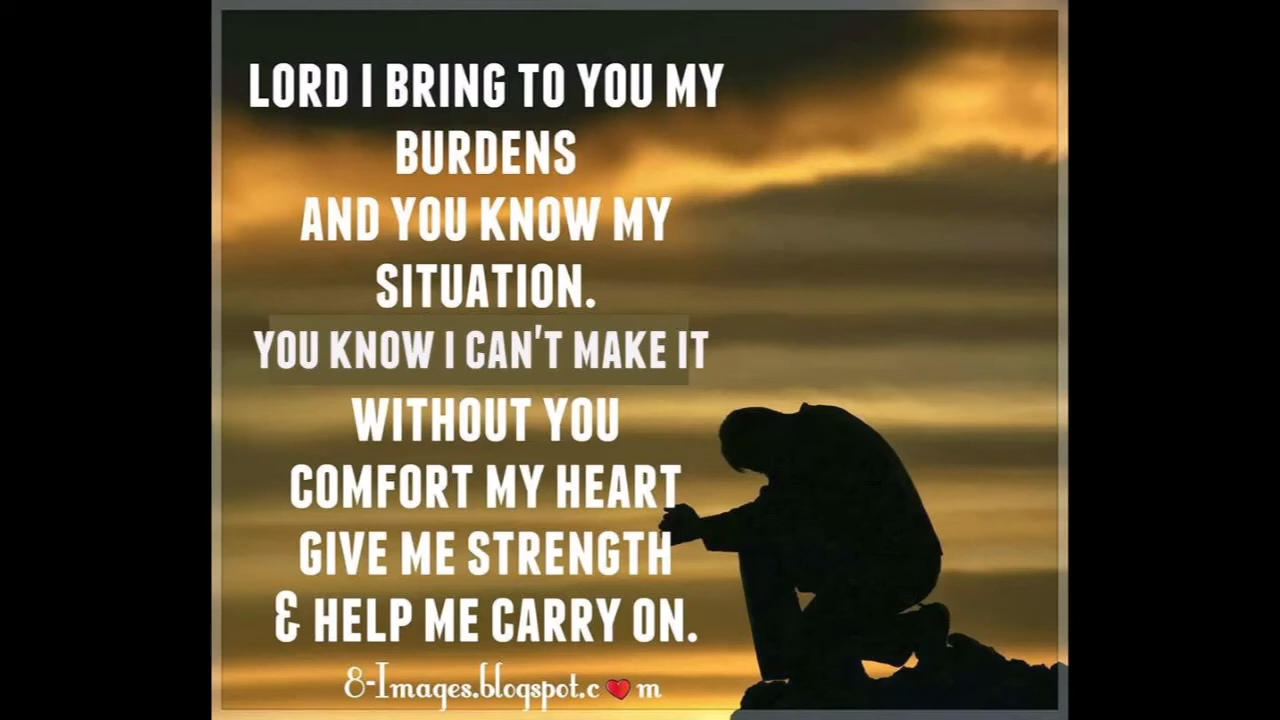 LORD I BRING TO YOU MY
BURDENS
AND YOU KNOW MY
SITUATION.
YOU KNOW I CAN'T MAKE IT
WITHOUT YOU
COMFORT MY HEART
GIVE ME STRENGTH
& HELP ME CARRY ON.
8-Images.blogspot.c❤m